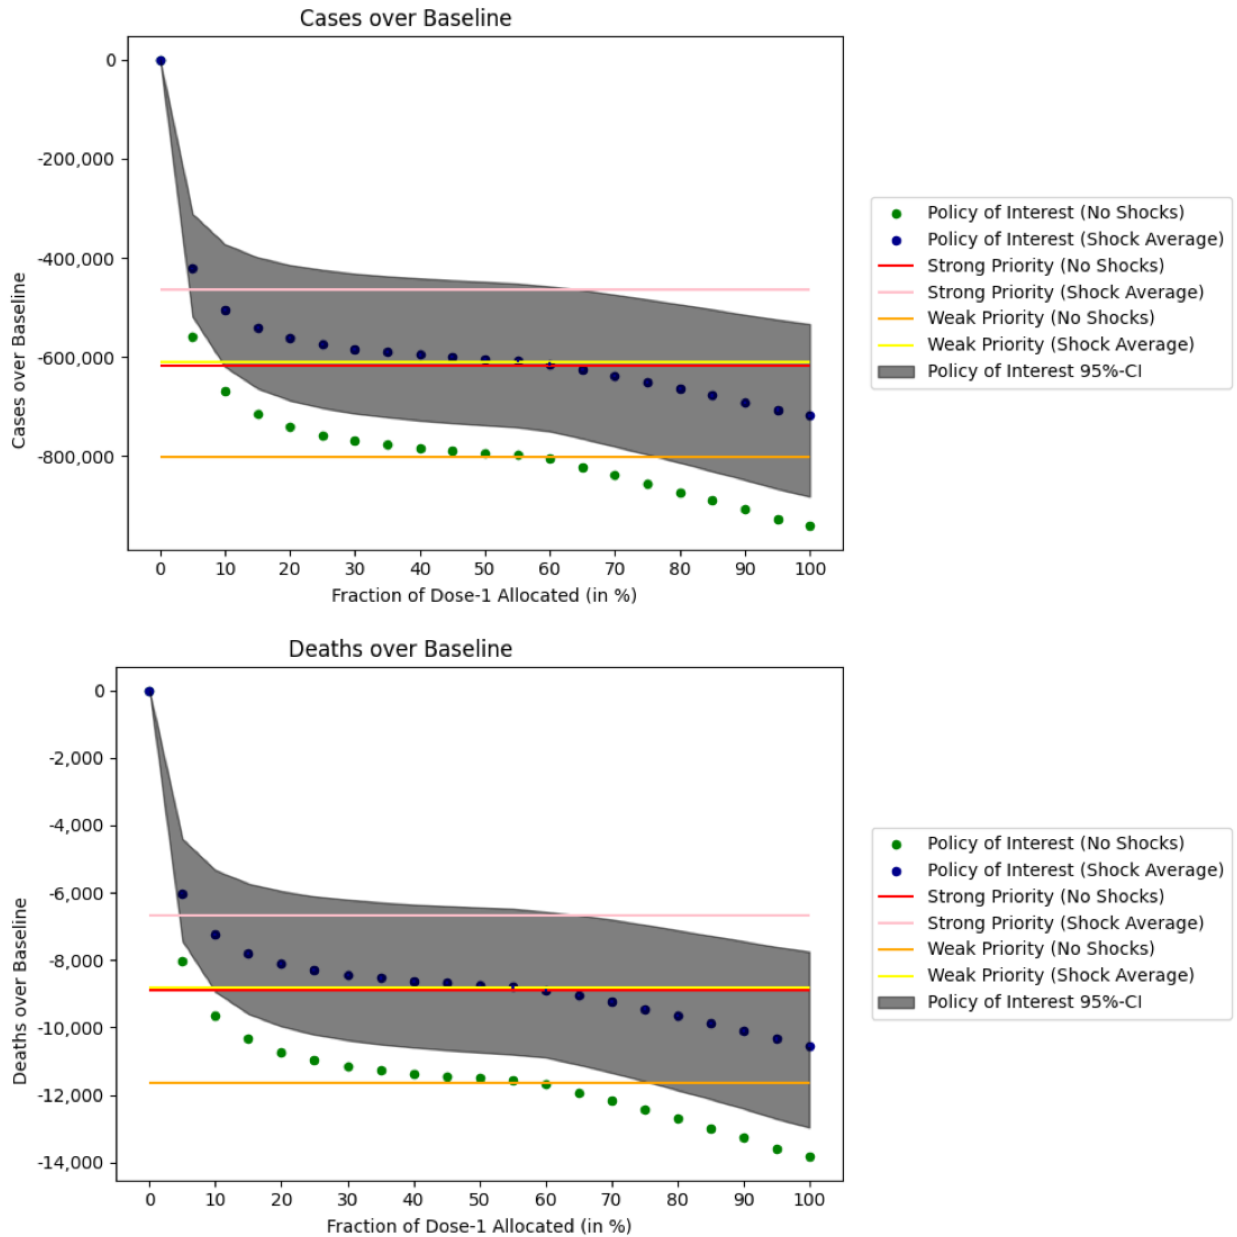 Cases over Baseline
0
-200,000
-400,000
-600,000
-800,000
Cases over Baseline
0 10 20 30 40 50 60 70 80 90 100
Fraction of Dose-1 Allocated (in %)
Policy of Interest (No Shocks)
Policy of Interest (Shock Average)
Strong Priority (No Shocks)
Strong Priority (Shock Average)
Weak Priority (No Shocks)
Weak Priority (Shock Average)
Policy of Interest 95%-CI
Deaths over Baseline
0
-2,000
-4,000
-6,000
-8,000
-10,000
-12,000
-14,000
Deaths over Baseline
0 10 20 30 40 50 60 70 80 90 100
Fraction of Dose-1 Allocated (in %)
Policy of Interest (No Shocks)
Policy of Interest (Shock Average)
Strong Priority (No Shocks)
Strong Priority (Shock Average)
Weak Priority (No Shocks)
Weak Priority (Shock Average)
Policy of Interest 95%-CI